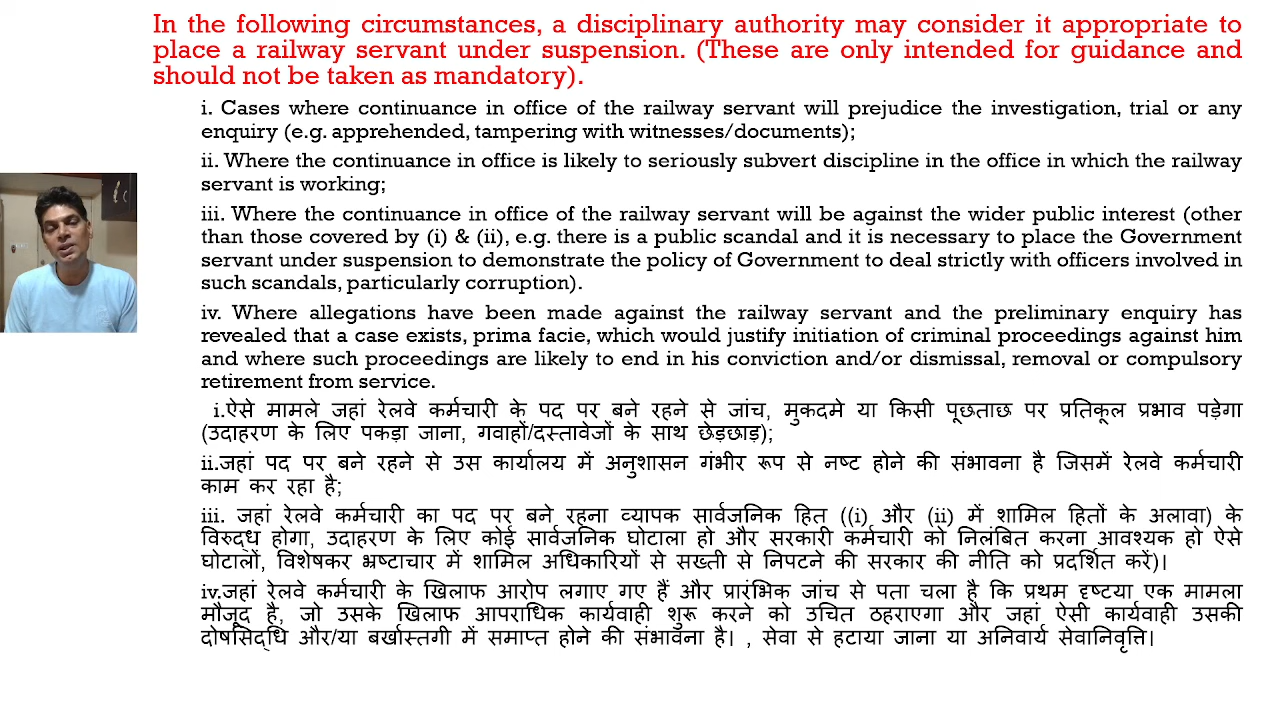 In the following circumstances, a disciplinary authority may consider it appropriate to
place a railway servant under suspension. (These are only intended for guidance and
should not be taken as mandatory).
i. Cases where continuance in office of the railway servant will prejudice the investigation, trial or any
enquiry (e.g. apprehended, tampering with witnesses/documents);
ii. Where the continuance in office is likely to seriously subvert discipline in the office in which the railway
servant is working;
iii. Where the continuance in office of the railway servant will be against the wider public interest (other
than those covered by (i) & (ii), e.g. there is a public scandal and it is necessary to place the Government
servant under suspension to demonstrate the policy of Government to deal strictly with officers involved in
such scandals, particularly corruption).
iv. Where allegations have been made against the railway servant and the preliminary enquiry has
revealed that a case exists, prima facie, which would justify initiation of criminal proceedings against him
and where such proceedings are likely to end in his conviction and/or dismissal, removal or compulsory
retirement from service.
i.ऐसे मामले जहां रेलवे कर्मचारी के पद पर बने रहने से जांच, मुकदमे या किसी पूछताछ पर प्रतिकूल प्रभाव पड़ेगा
(उदाहरण के लिए पकड़ा जाना, गवाहों/दस्तावेजों के साथ छेड़छाड़);
ii.जहां पद पर बने रहने से उस कार्यालय में अनुशासन गंभीर रूप से नष्ट होने की संभावना है जिसमें रेलवे कर्मचारी
काम कर रहा है;
iii. जहां रेलवे कर्मचारी का पद पर बने रहना व्यापक सार्वजनिक हित ((i) और (ii) में शामिल हितों के अलावा) के
विरुद्ध होगा, उदाहरण के लिए कोई सार्वजनिक घोटाला हो और सरकारी कर्मचारी को निलंबित करना आवश्यक हो ऐसे
घोटालों, विशेषकर भ्रष्टाचार में शामिल अधिकारियों से सख्ती से निपटने की सरकार की नीति को प्रदर्शित करें)।
iv.जहां रेलवे कर्मचारी के खिलाफ आरोप लगाए गए हैं और प्रारंभिक जांच से पता चला है कि प्रथम दृष्टया एक मामला
मौजूद है, जो उसके खिलाफ आपराधिक कार्यवाही शुरू करने को उचित ठहराएगा और जहां ऐसी कार्यवाही उसकी
दोषसिद्धि और/या बर्खास्तगी में समाप्त होने की संभावना है। , सेवा से हटाया जाना या अनिवार्य सेवानिवृत्ति।